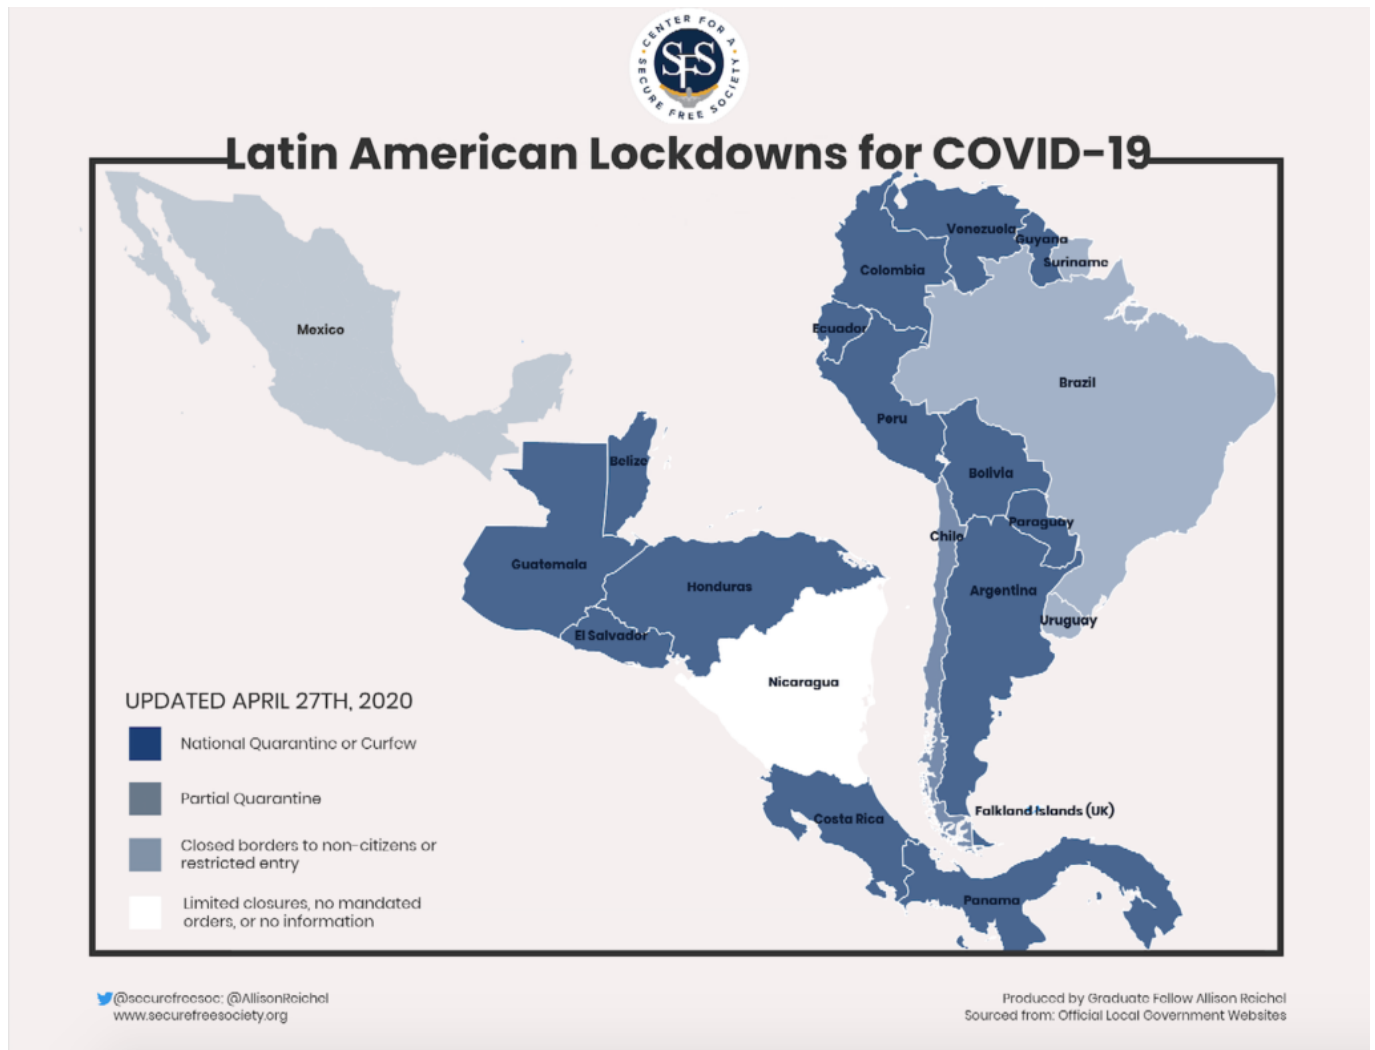 CENTER FOR A
SECURE FREE SOCIETY
SFS
Latin American Lockdowns for COVID-19
Mexico
Venezuela
Guyana
Suriname
Colombia
Ecuador
Brazil
Peru
Belize
Bolivia
Paraguay
Chile
Guatemala
Honduras
Argentina
El Salvador
Uruguay
Nicaragua
UPDATED APRIL 27TH, 2020
National Quarantine or Curfew
Partial Quarantine
Falkland Islands (UK)
Costa Rica
Closed borders to non-citizens or
restricted entry
Panama
Limited closures, no mandated
orders, or no information
@securefreesoc; @AllisonReichel
www.securefreesociety.org
Produced by Graduate Fellow Allison Reichel
Sourced from: Official Local Government Websites